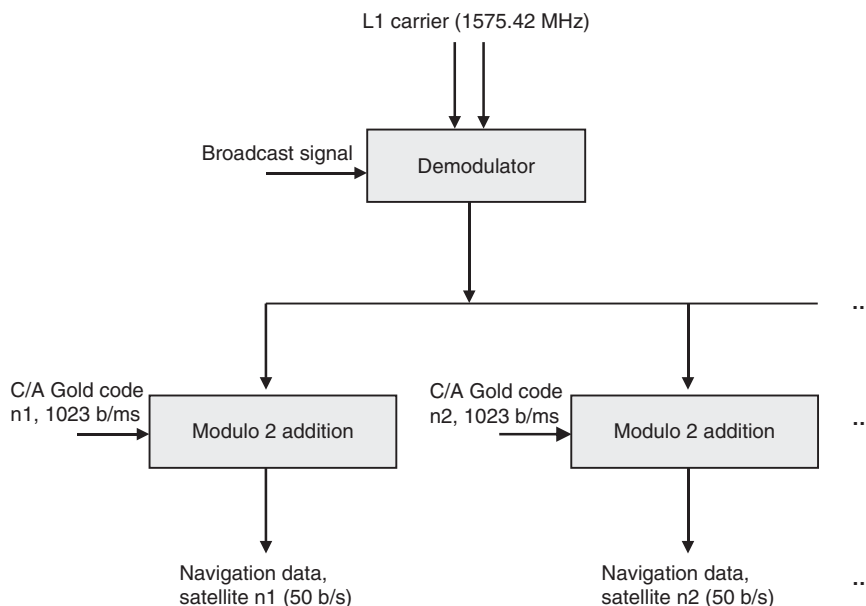 L1 carrier (1575.42 MHz)
Broadcast signal
Demodulator
..
C/A Gold code
n1, 1023 b/ms
Modulo 2 addition
C/A Gold code
n2, 1023 b/ms
Modulo 2 addition
..
Navigation data,
satellite n1 (50 b/s)
Navigation data,
satellite n2 (50 b/s)
..